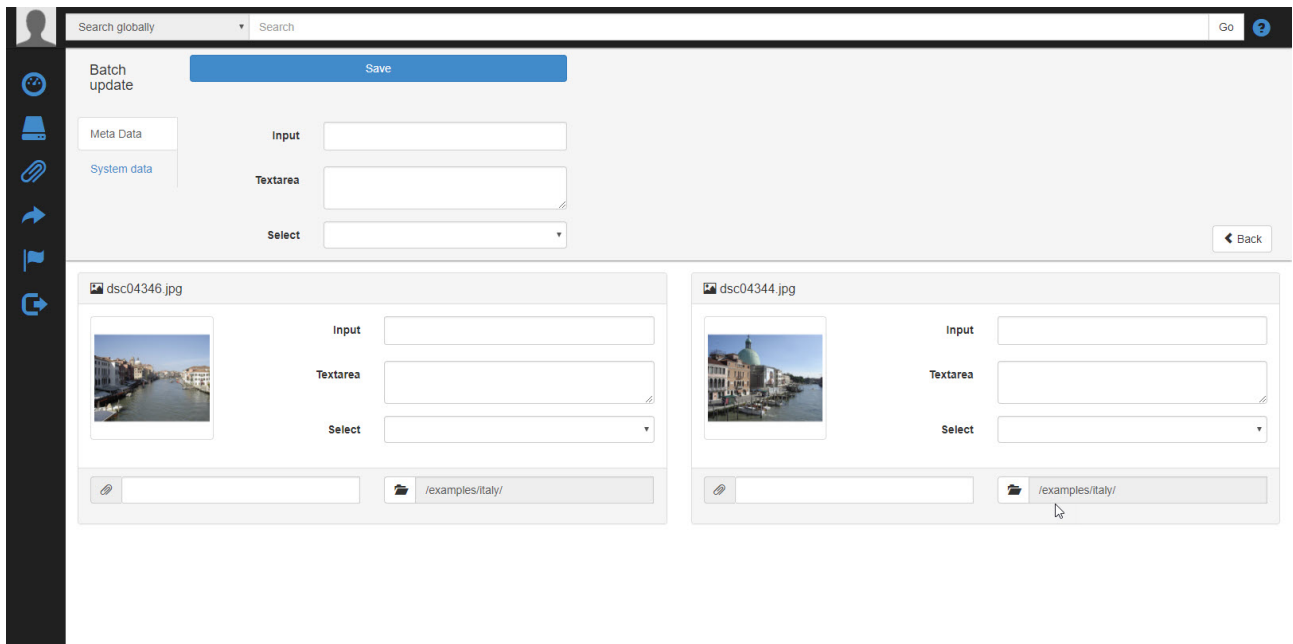 Search globally Search Go ?
Batch
update
Save
Meta Data
System data
Input
Textarea
Select
Back
dsc04346.jpg
Input
Textarea
Select
/examples/italy/
dsc04344.jpg
Input
Textarea
Select
/examples/italy/